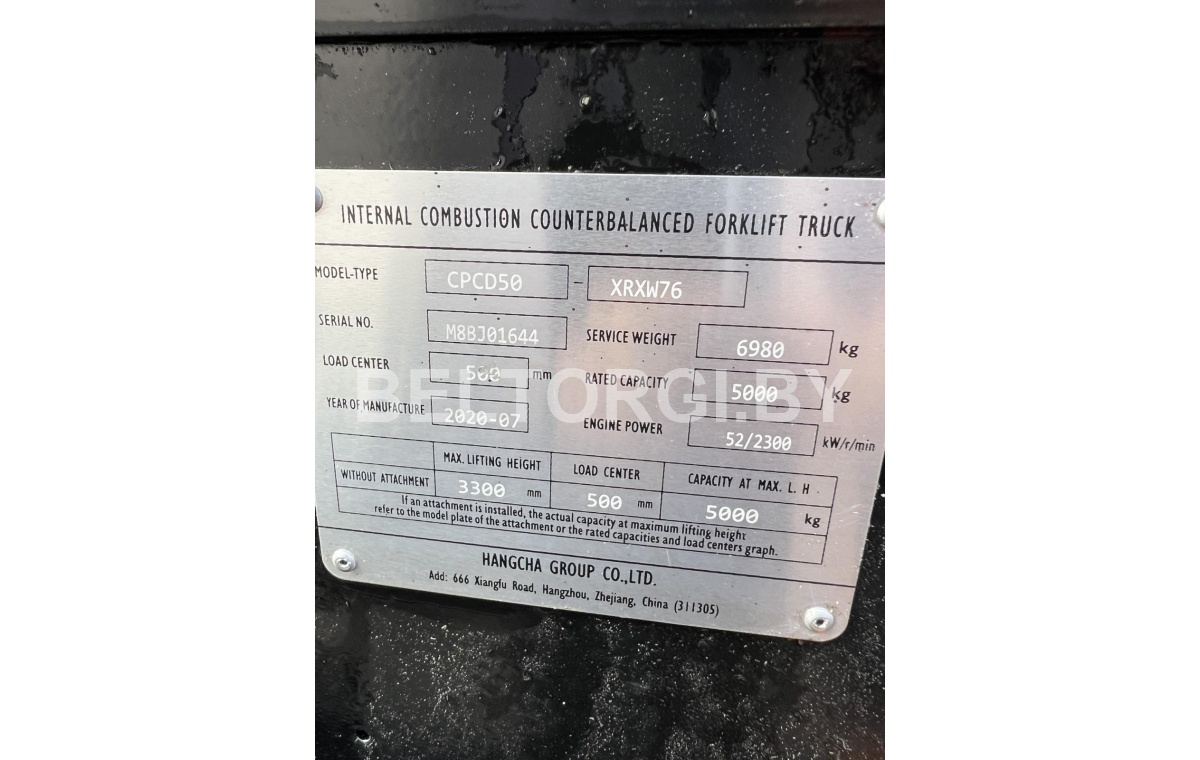 INTERNAL COMBUSTION COUNTERBALANCED FORKLIFT TRUCK
MODEL-TYPE CPCD50 - XRXW76
SERIAL NO. M8BJ01644 SERVICE WEIGHT 6980 kg
LOAD CENTER 500 mm RATED CAPACITY 5000 kg
BELTORGI.BY
YEAR OF MANUFACTURE 2020-07 ENGINE POWER 52/2300 kW/r/min
MAX. LIFTING HEIGHT LOAD CENTER CAPACITY AT MAX. L. H
WITHOUT ATTACHMENT 3300 mm 500 mm 5000 kg
If an attachment is installed, the actual capacity at maximum lifting height
refer to the model plate of the attachment or the rated capacities and load centers graph.
HANGCHA GROUP CO.,LTD.
Add: 666 Xiangfu Road, Hangzhou, Zhejiang, China (311305)